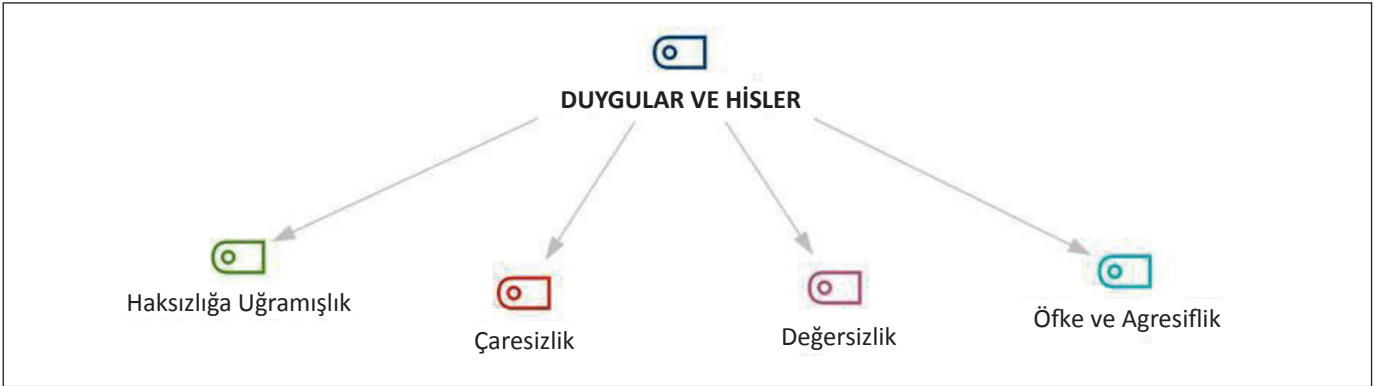 DUYGULAR VE HİSLER
Haksızlığa Uğramışlık
Çaresizlik
Değersizlik
Öfke ve Agresiflik